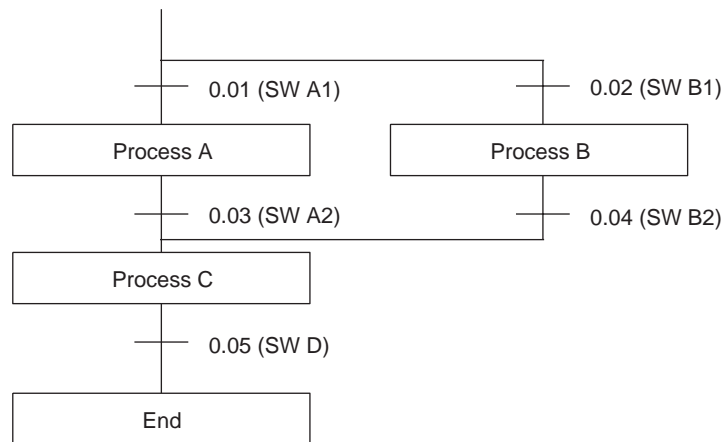 0.01 (SW A1)
0.02 (SW B1)
Process A
Process B
0.03 (SW A2)
0.04 (SW B2)
Process C
0.05 (SW D)
End